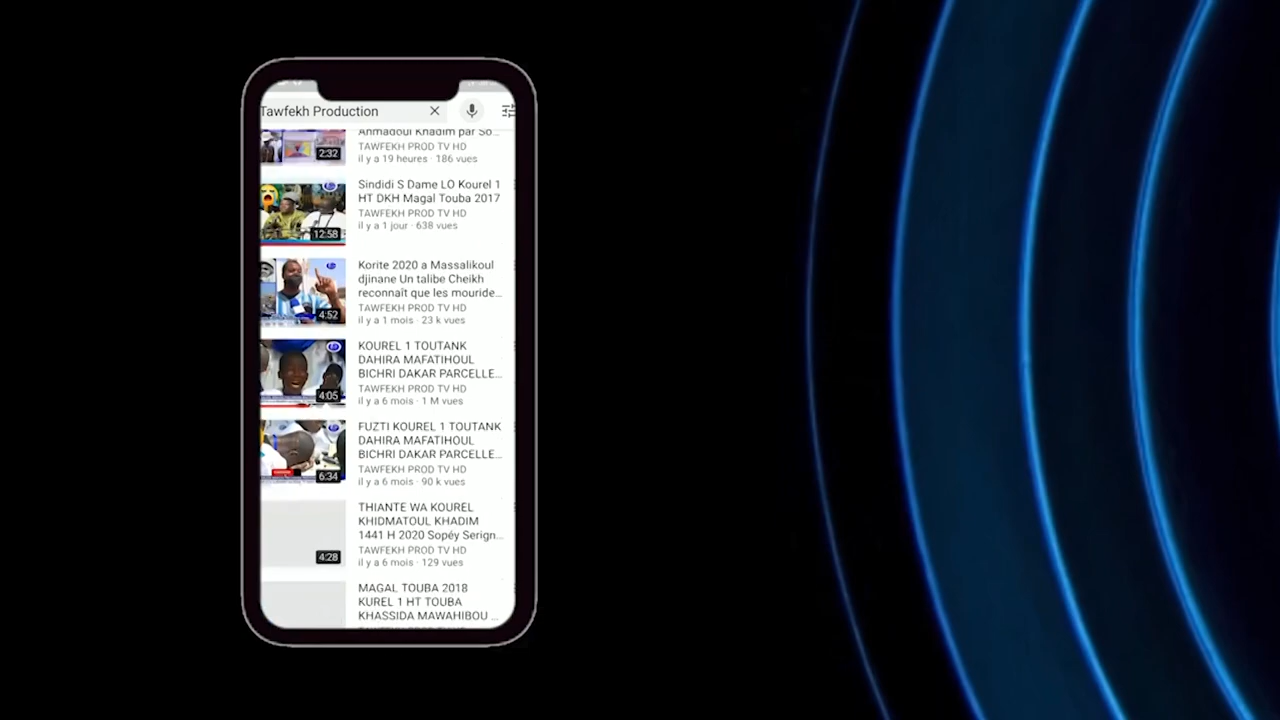 Tawfekh Production
Ahmadoul Khadim par So...
TAWFEKH PROD TV HD
il y a 19 heures · 186 vues
2:32
Sindidi S Dame LO Kourel 1
HT DKH Magal Touba 2017
TAWFEKH PROD TV HD
il y a 1 jour · 638 vues
12:58
Korite 2020 a Massalikoul
djinane Un talibe Cheikh
reconnaît que les mouride...
TAWFEKH PROD TV HD
il y a 1 mois · 23 k vues
4:52
KOUREL 1 TOUTANK
DAHIRA MAFATIHOUL
BICHRI DAKAR PARCELLE...
TAWFEKH PROD TV HD
il y a 6 mois · 1 M vues
4:05
FUZTI KOUREL 1 TOUTANK
DAHIRA MAFATIHOUL
BICHRI DAKAR PARCELLE...
TAWFEKH PROD TV HD
il y a 6 mois · 90 k vues
6:34
THIANTE WA KOUREL
KHIDMATOUL KHADIM
1441 H 2020 Sopéy Serign...
TAWFEKH PROD TV HD
il y a 6 mois · 129 vues
4:28
MAGAL TOUBA 2018
KUREL 1 HT TOUBA
KHASSIDA MAWAHIBOU ...